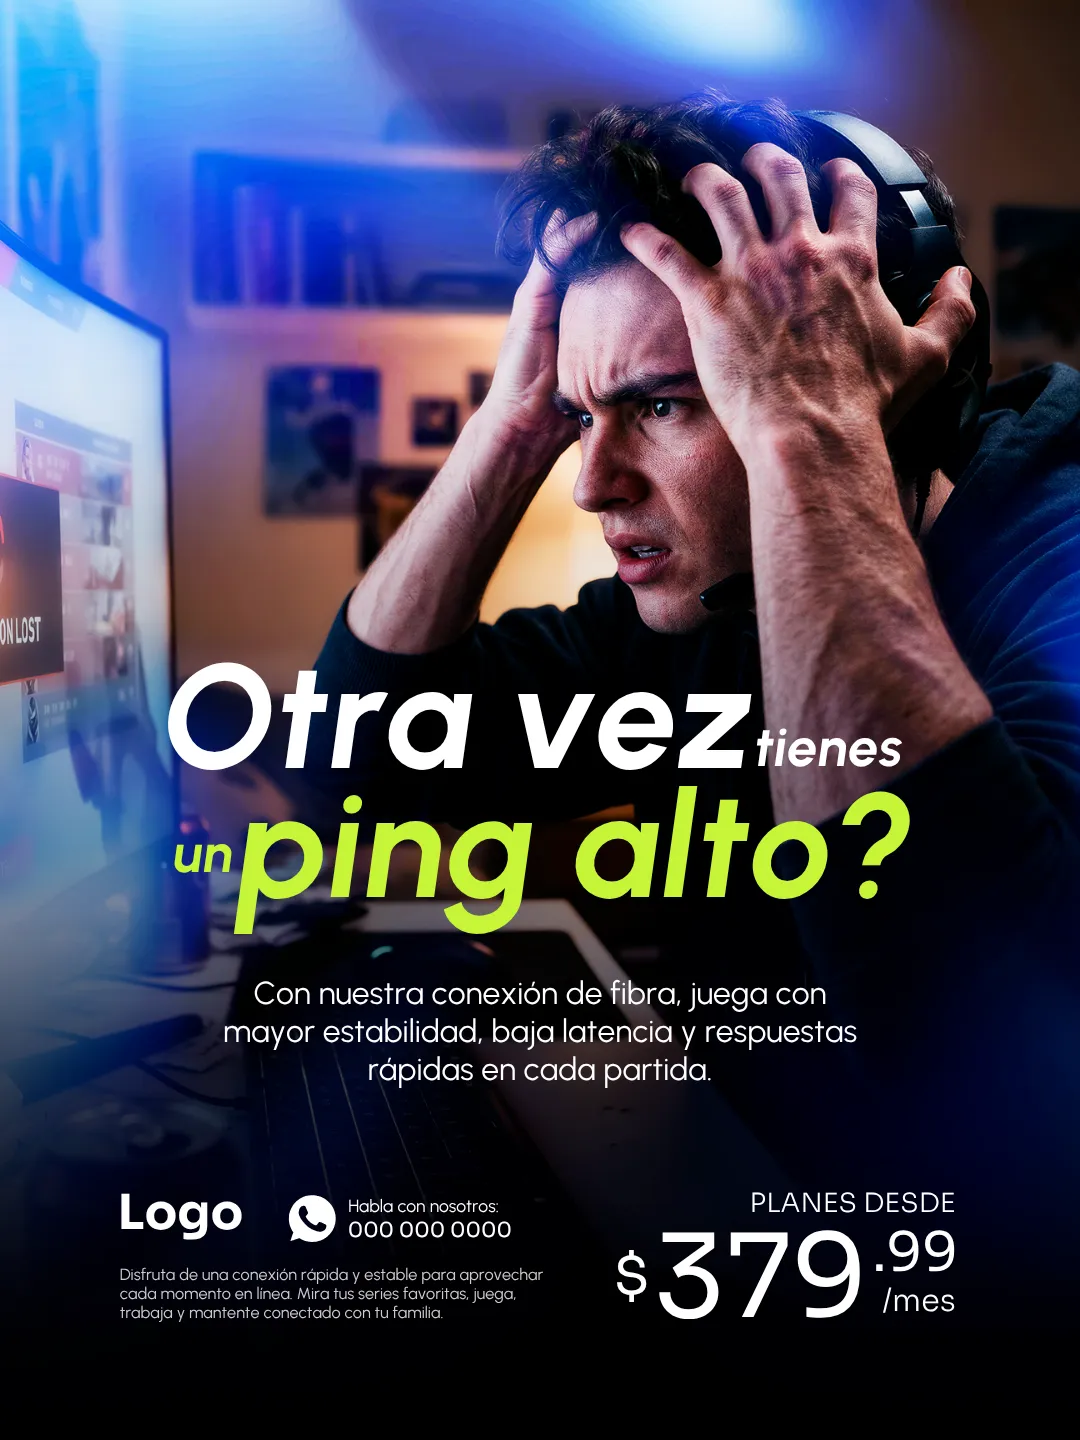 ON LOST
Otra vez tienes
un ping alto?
Con nuestra conexión de fibra, juega con
mayor estabilidad, baja latencia y respuestas
rápidas en cada partida.
Logo
Habla con nosotros:
000 000 0000
Disfruta de una conexión rápida y estable para aprovechar
cada momento en línea. Mira tus series favoritas, juega,
trabaja y mantente conectado con tu familia.
PLANES DESDE
$379.99
/mes